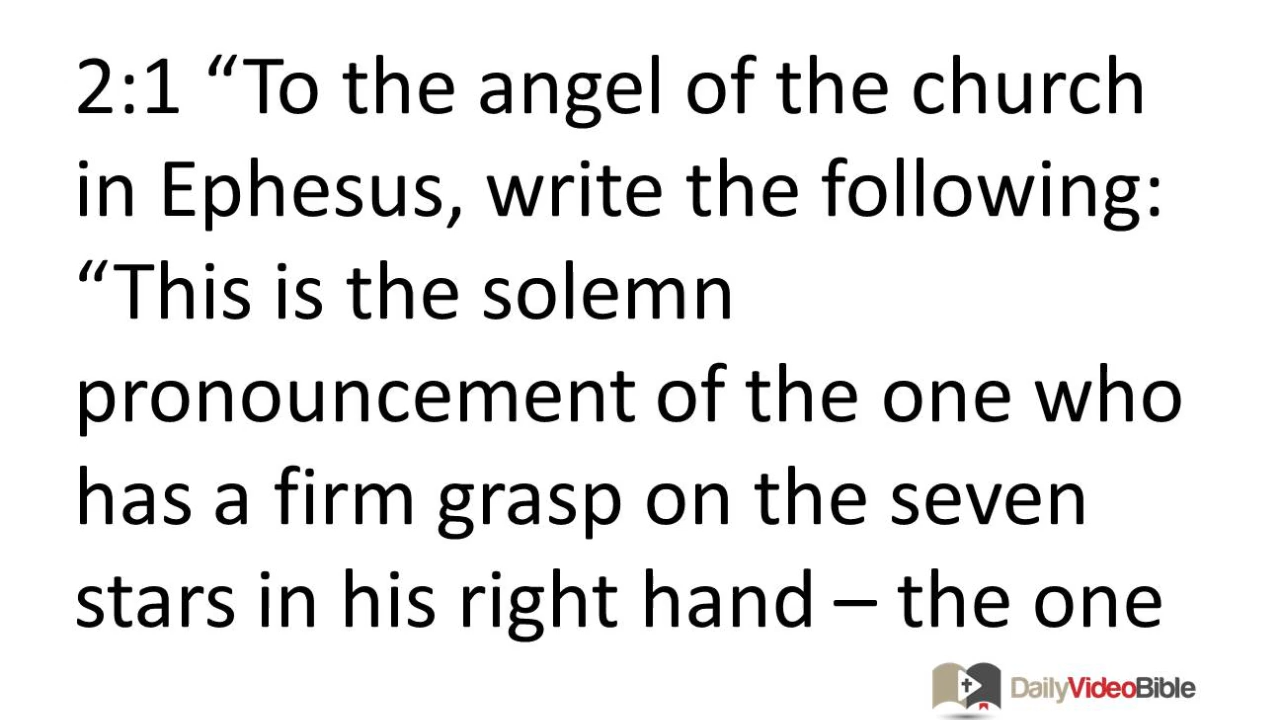 2:1 “To the angel of the church
in Ephesus, write the following:
“This is the solemn
pronouncement of the one who
has a firm grasp on the seven
stars in his right hand – the one
DailyVideoBible